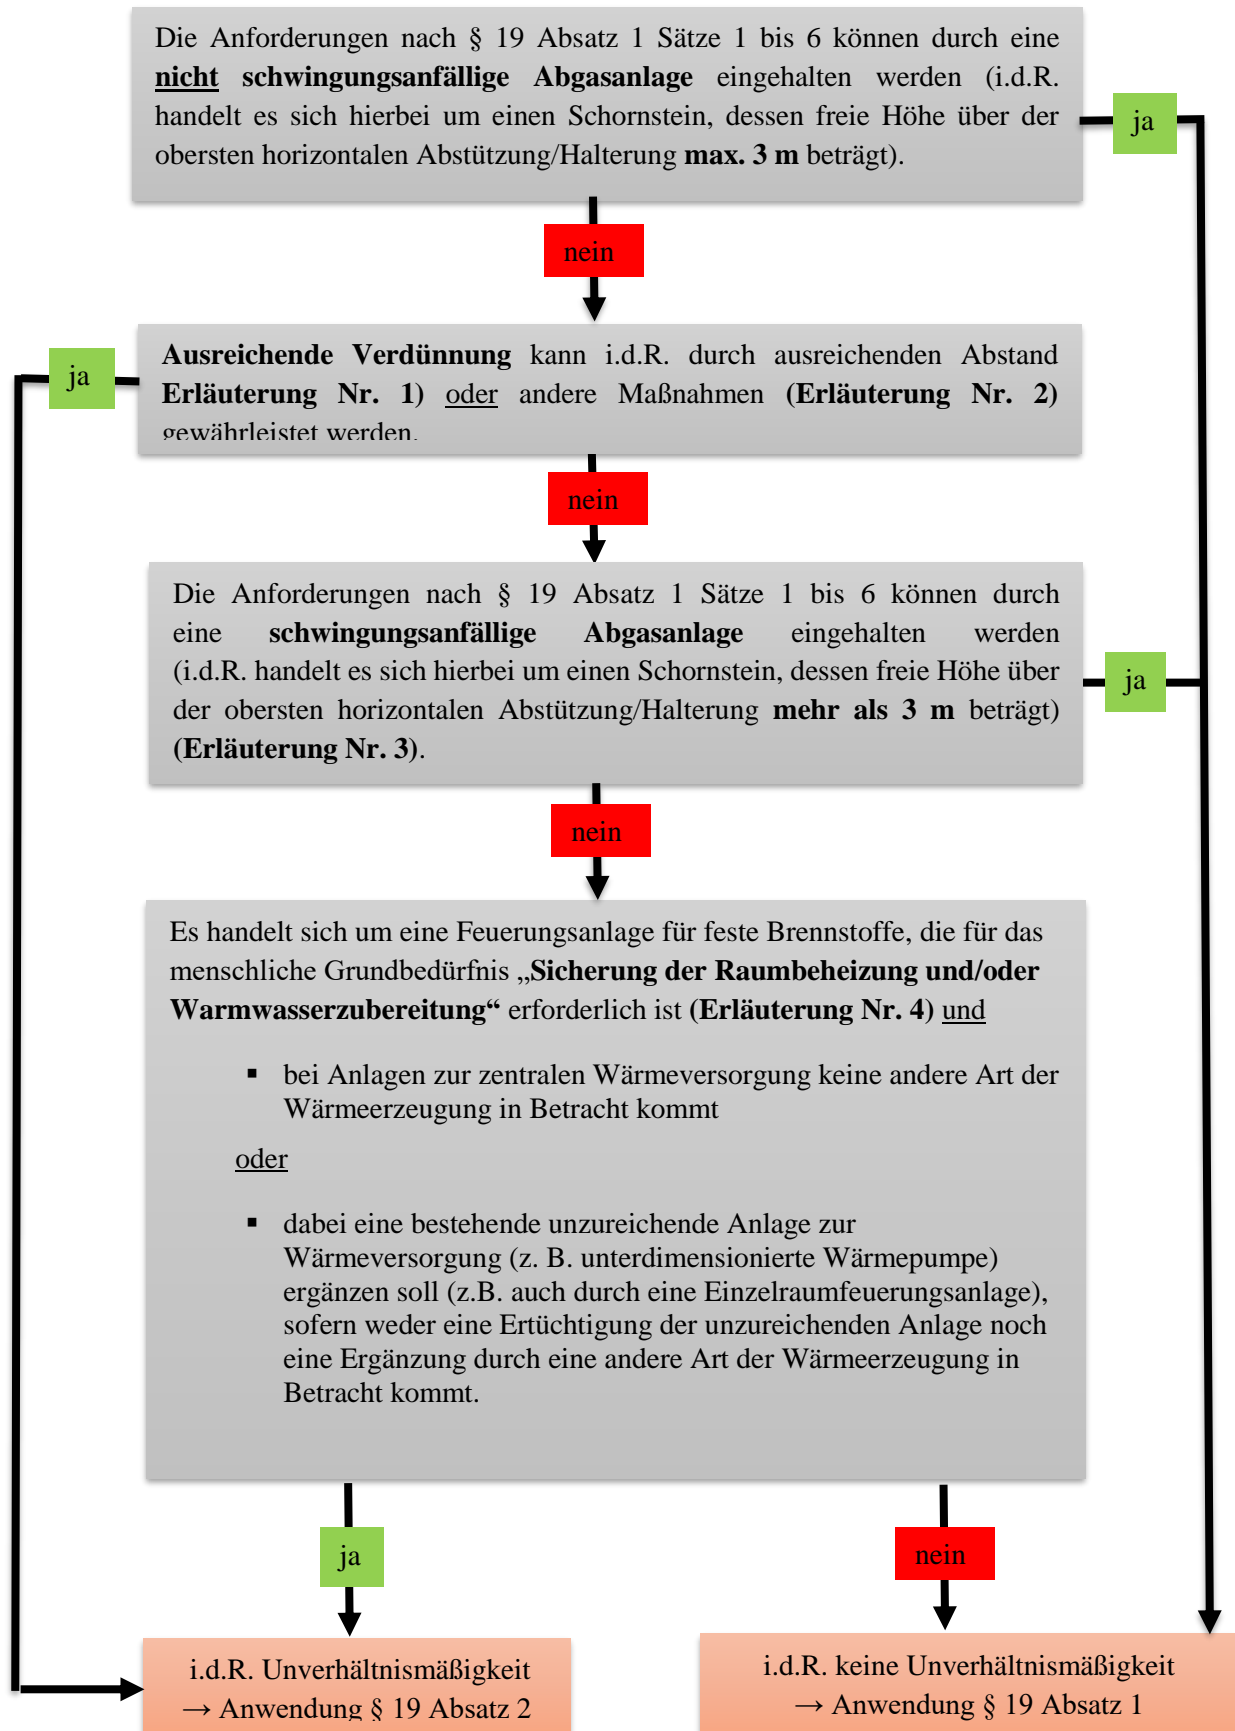 Die Anforderungen nach § 19 Absatz 1 Sätze 1 bis 6 können durch eine
nicht schwingungsanfällige Abgasanlage eingehalten werden (i.d.R.
handelt es sich hierbei um einen Schornstein, dessen freie Höhe über der
obersten horizontalen Abstützung/Halterung max. 3 m beträgt).
ja
nein
ja
Ausreichende Verdünnung kann i.d.R. durch ausreichenden Abstand
Erläuterung Nr. 1) oder andere Maßnahmen (Erläuterung Nr. 2)
gewährleistet werden.
nein
Die Anforderungen nach § 19 Absatz 1 Sätze 1 bis 6 können durch
eine schwingungsanfällige Abgasanlage eingehalten werden
(i.d.R. handelt es sich hierbei um einen Schornstein, dessen freie Höhe über
der obersten horizontalen Abstützung/Halterung mehr als 3 m beträgt)
(Erläuterung Nr. 3).
ja
nein
Es handelt sich um eine Feuerungsanlage für feste Brennstoffe, die für das
menschliche Grundbedürfnis „Sicherung der Raumbeheizung und/oder
Warmwasserzubereitung“ erforderlich ist (Erläuterung Nr. 4) und
▪ bei Anlagen zur zentralen Wärmeversorgung keine andere Art der
Wärmeerzeugung in Betracht kommt
oder
▪ dabei eine bestehende unzureichende Anlage zur
Wärmeversorgung (z. B. unterdimensionierte Wärmepumpe)
ergänzen soll (z.B. auch durch eine Einzelraumfeuerungsanlage),
sofern weder eine Ertüchtigung der unzureichenden Anlage noch
eine Ergänzung durch eine andere Art der Wärmeerzeugung in
Betracht kommt.
ja
nein
i.d.R. Unverhältnismäßigkeit
→ Anwendung § 19 Absatz 2
i.d.R. keine Unverhältnismäßigkeit
→ Anwendung § 19 Absatz 1